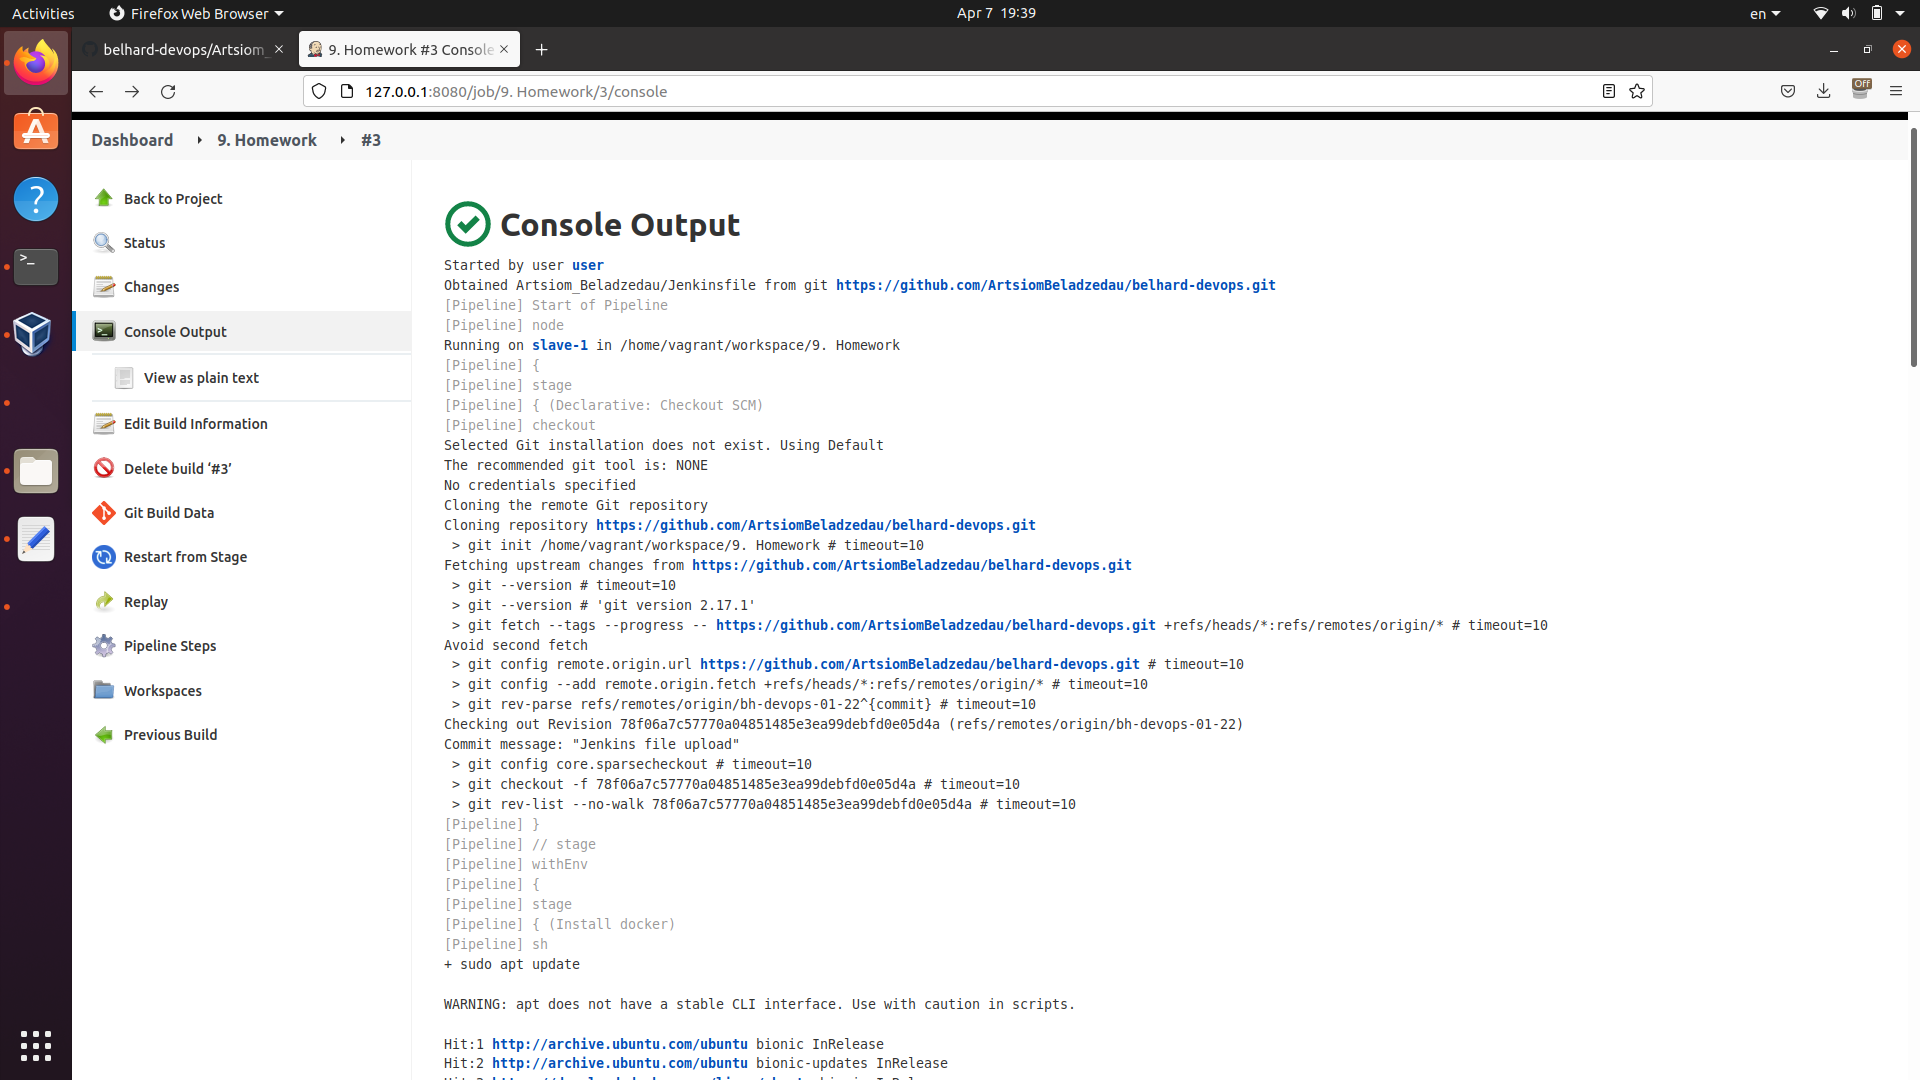 Activities
Firefox Web Browser
Apr 7 19:39
en
belhard-devops/Artsiom_
9. Homework #3 Console
127.0.0.1:8080/job/9. Homework/3/console
Off
Dashboard
9. Homework
#3
Back to Project
Status
Changes
Console Output
View as plain text
Edit Build Information
Delete build ‘#3’
Git Build Data
Restart from Stage
Replay
Pipeline Steps
Workspaces
Previous Build
Console Output
Started by user user
Obtained Artsiom_Beladzedau/Jenkinsfile from git https://github.com/ArtsiomBeladzedau/belhard-devops.git
[Pipeline] Start of Pipeline
[Pipeline] node
Running on slave-1 in /home/vagrant/workspace/9. Homework
[Pipeline] {
[Pipeline] stage
[Pipeline] { (Declarative: Checkout SCM)
[Pipeline] checkout
Selected Git installation does not exist. Using Default
The recommended git tool is: NONE
No credentials specified
Cloning the remote Git repository
Cloning repository https://github.com/ArtsiomBeladzedau/belhard-devops.git
> git init /home/vagrant/workspace/9. Homework # timeout=10
Fetching upstream changes from https://github.com/ArtsiomBeladzedau/belhard-devops.git
> git --version # timeout=10
> git --version # 'git version 2.17.1'
> git fetch --tags --progress -- https://github.com/ArtsiomBeladzedau/belhard-devops.git +refs/heads/*:refs/remotes/origin/* # timeout=10
Avoid second fetch
> git config remote.origin.url https://github.com/ArtsiomBeladzedau/belhard-devops.git # timeout=10
> git config --add remote.origin.fetch +refs/heads/*:refs/remotes/origin/* # timeout=10
> git rev-parse refs/remotes/origin/bh-devops-01-22^{commit} # timeout=10
Checking out Revision 78f06a7c57770a04851485e3ea99debfd0e05d4a (refs/remotes/origin/bh-devops-01-22)
Commit message: "Jenkins file upload"
> git config core.sparsecheckout # timeout=10
> git checkout -f 78f06a7c57770a04851485e3ea99debfd0e05d4a # timeout=10
> git rev-list --no-walk 78f06a7c57770a04851485e3ea99debfd0e05d4a # timeout=10
[Pipeline] }
[Pipeline] // stage
[Pipeline] withEnv
[Pipeline] {
[Pipeline] stage
[Pipeline] { (Install docker)
[Pipeline] sh
+ sudo apt update
WARNING: apt does not have a stable CLI interface. Use with caution in scripts.
Hit:1 http://archive.ubuntu.com/ubuntu bionic InRelease
Hit:2 http://archive.ubuntu.com/ubuntu bionic-updates InRelease